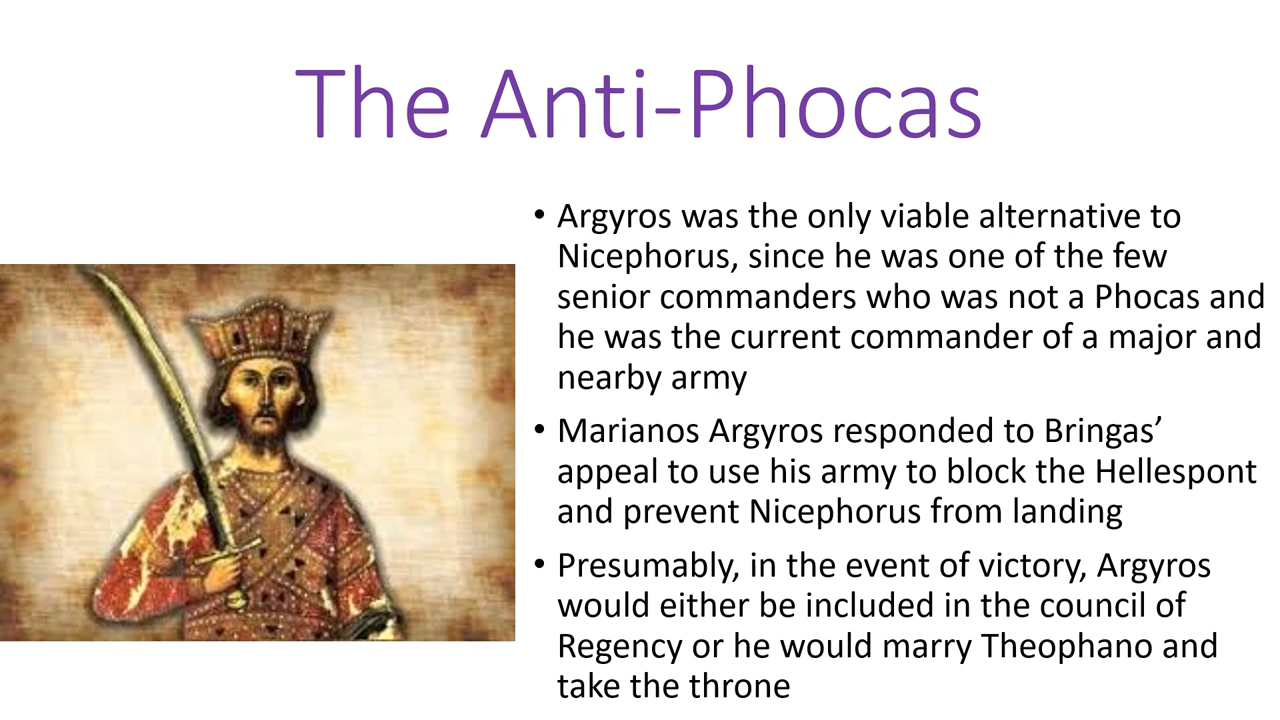 The Anti-Phocas
• Argyros was the only viable alternative to
Nicephorus, since he was one of the few
senior commanders who was not a Phocas and
he was the current commander of a major and
nearby army
• Marianos Argyros responded to Bringas’
appeal to use his army to block the Hellespont
and prevent Nicephorus from landing
• Presumably, in the event of victory, Argyros
would either be included in the council of
Regency or he would marry Theophano and
take the throne